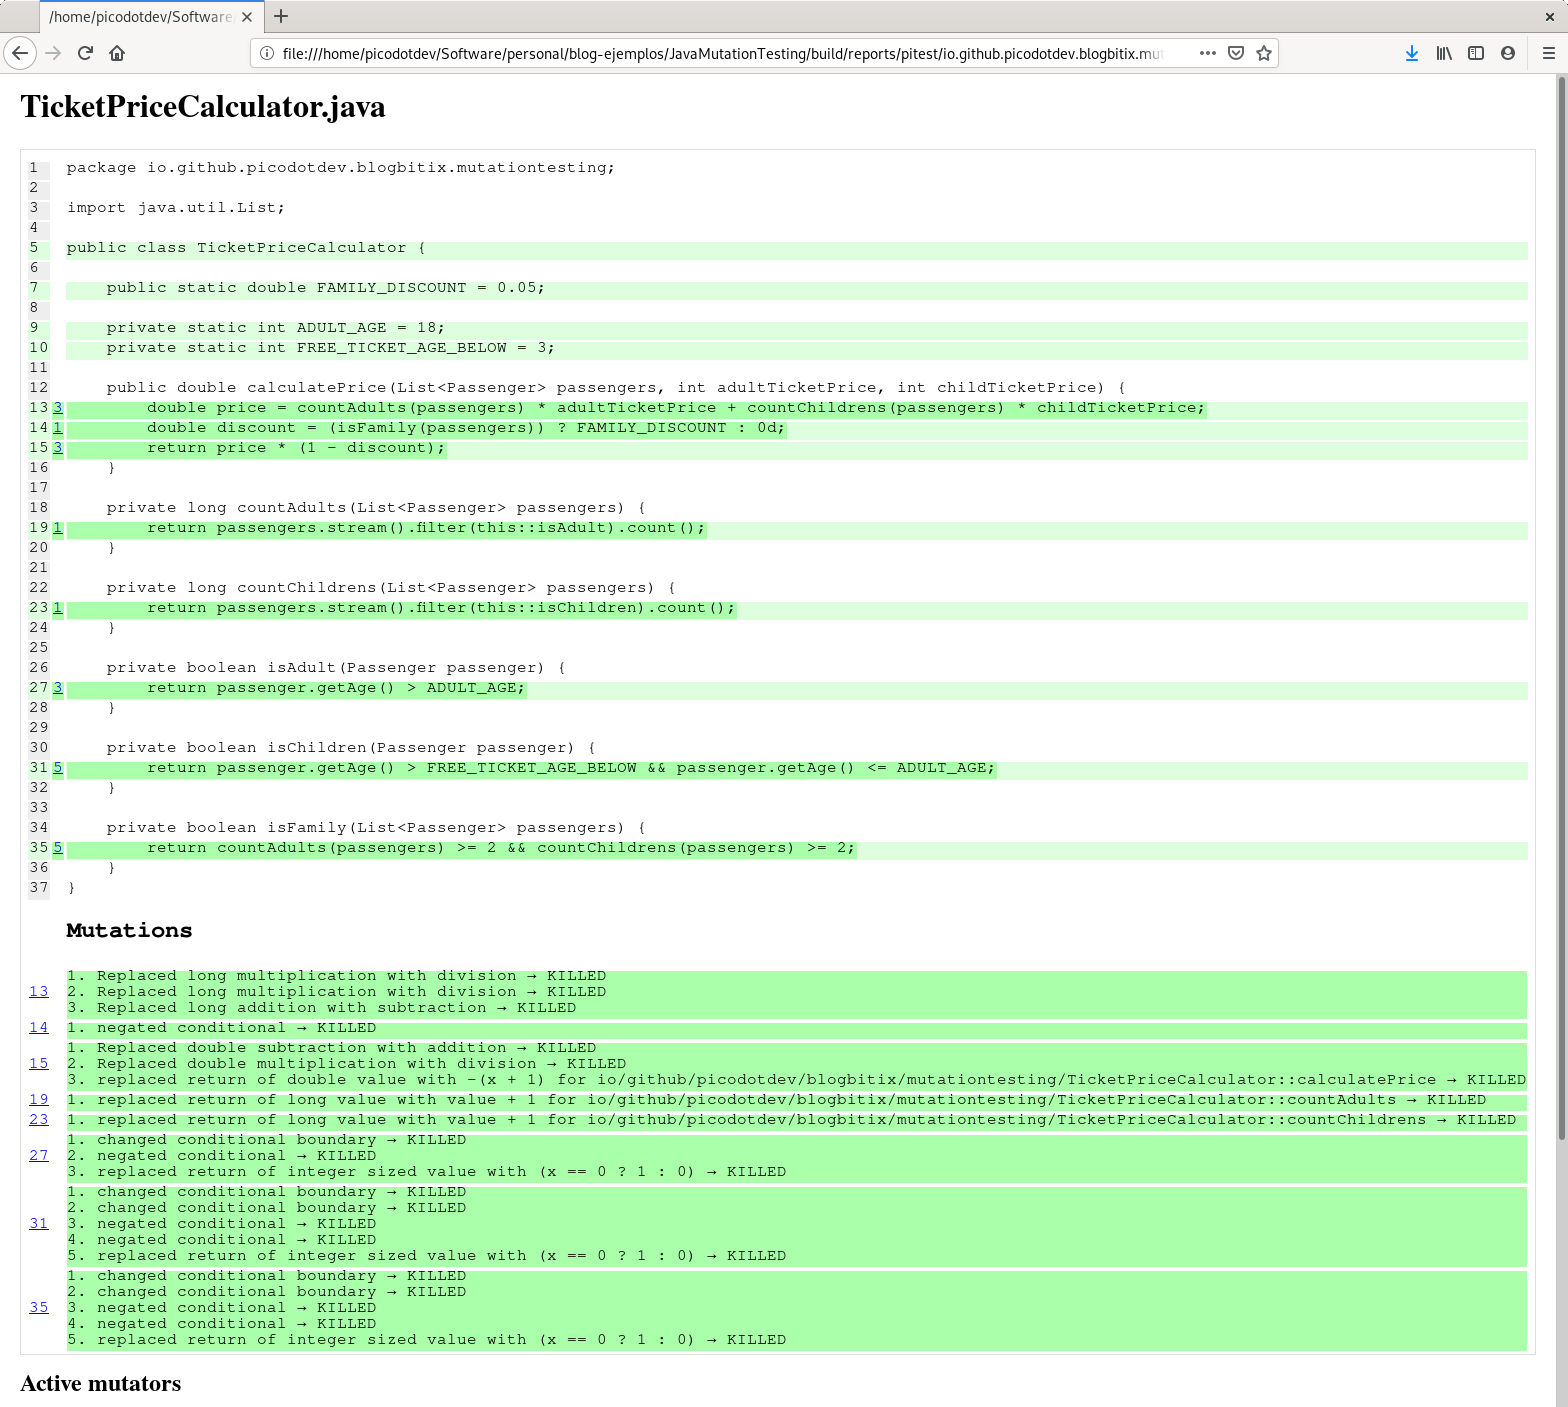 /home/picodotdev/Software
file:///home/picodotdev/Software/personal/blog-ejemplos/JavaMutationTesting/build/reports/pitest/io.github.picodotdev.blogbitix.mut
TicketPriceCalculator.java
1 package io.github.picodotdev.blogbitix.mutationtesting;
2
3 import java.util.List;
4
5 public class TicketPriceCalculator {
6
7     public static double FAMILY_DISCOUNT = 0.05;
8
9     private static int ADULT_AGE = 18;
10     private static int FREE_TICKET_AGE_BELOW = 3;
11
12     public double calculatePrice(List<Passenger> passengers, int adultTicketPrice, int childTicketPrice) {
13 3         double price = countAdults(passengers) * adultTicketPrice + countChildrens(passengers) * childTicketPrice;
14 1         double discount = (isFamily(passengers)) ? FAMILY_DISCOUNT : 0d;
15 3         return price * (1 - discount);
16     }
17
18     private long countAdults(List<Passenger> passengers) {
19 1         return passengers.stream().filter(this::isAdult).count();
20     }
21
22     private long countChildrens(List<Passenger> passengers) {
23 1         return passengers.stream().filter(this::isChildren).count();
24     }
25
26     private boolean isAdult(Passenger passenger) {
27 3         return passenger.getAge() > ADULT_AGE;
28     }
29
30     private boolean isChildren(Passenger passenger) {
31 5         return passenger.getAge() > FREE_TICKET_AGE_BELOW && passenger.getAge() <= ADULT_AGE;
32     }
33
34     private boolean isFamily(List<Passenger> passengers) {
35 5         return countAdults(passengers) >= 2 && countChildrens(passengers) >= 2;
36     }
37 }
Mutations
1. Replaced long multiplication with division → KILLED
13 2. Replaced long multiplication with division → KILLED
3. Replaced long addition with subtraction → KILLED
14 1. negated conditional → KILLED
1. Replaced double subtraction with addition → KILLED
15 2. Replaced double multiplication with division → KILLED
3. replaced return of double value with -(x + 1) for io/github/picodotdev/blogbitix/mutationtesting/TicketPriceCalculator::calculatePrice → KILLED
19 1. replaced return of long value with value + 1 for io/github/picodotdev/blogbitix/mutationtesting/TicketPriceCalculator::countAdults → KILLED
23 1. replaced return of long value with value + 1 for io/github/picodotdev/blogbitix/mutationtesting/TicketPriceCalculator::countChildrens → KILLED
1. changed conditional boundary → KILLED
27 2. negated conditional → KILLED
3. replaced return of integer sized value with (x == 0 ? 1 : 0) → KILLED
1. changed conditional boundary → KILLED
2. changed conditional boundary → KILLED
31 3. negated conditional → KILLED
4. negated conditional → KILLED
5. replaced return of integer sized value with (x == 0 ? 1 : 0) → KILLED
1. changed conditional boundary → KILLED
2. changed conditional boundary → KILLED
35 3. negated conditional → KILLED
4. negated conditional → KILLED
5. replaced return of integer sized value with (x == 0 ? 1 : 0) → KILLED
Active mutators